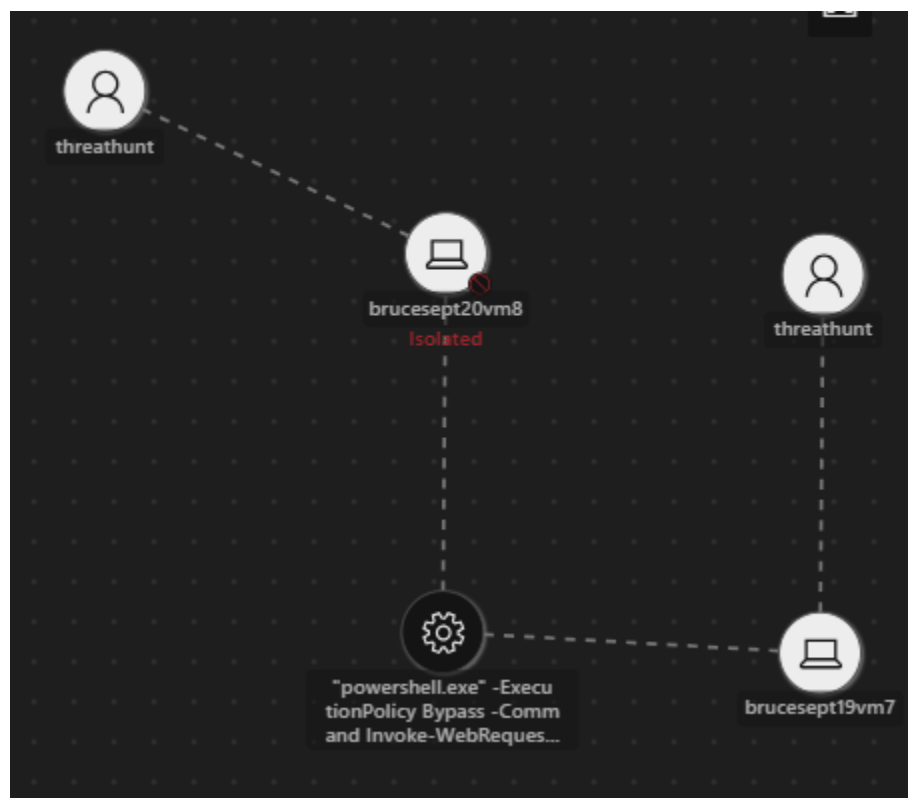 threathunt
brucesept20vm8
Isolated
threathunt
"powershell.exe" -Execu
tionPolicy Bypass -Comm
and Invoke-WebReques...
brucesept19vm7